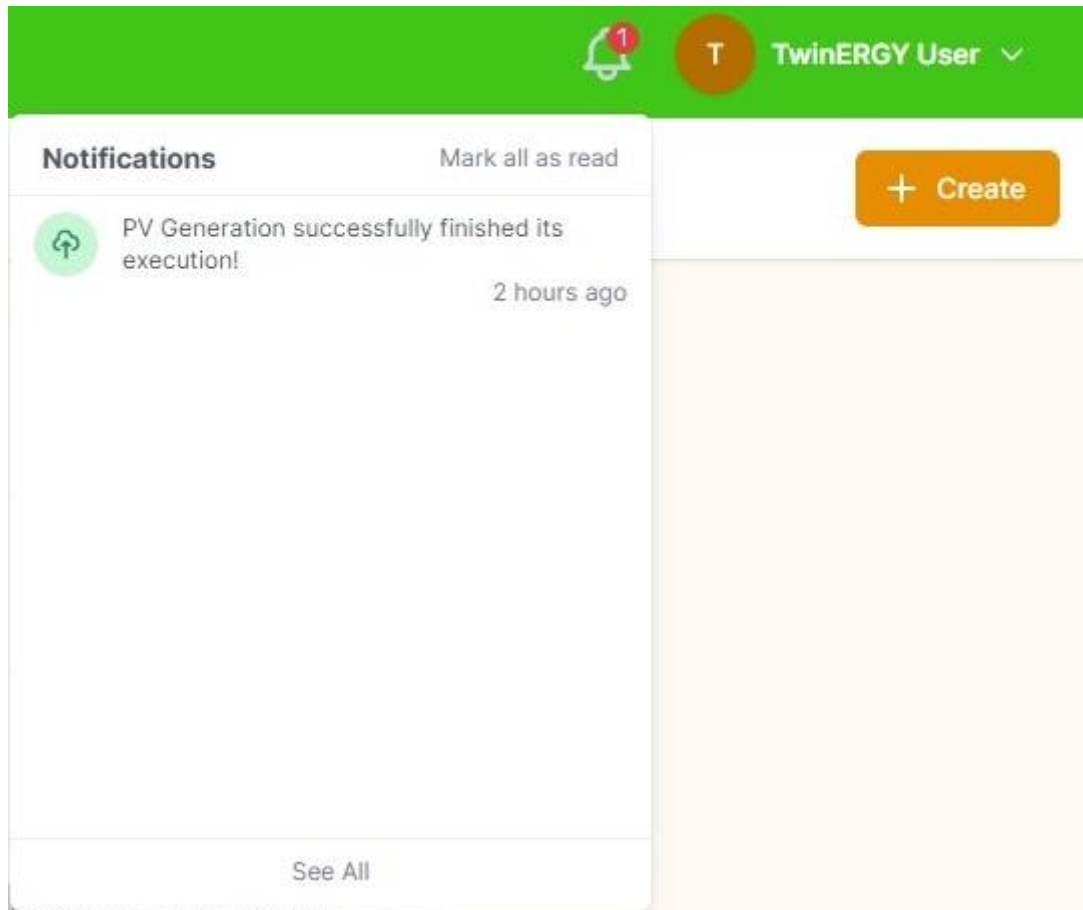 1
T
TwinERGY User
Notifications
Mark all as read
+ Create
PV Generation successfully finished its
execution!
2 hours ago
See All